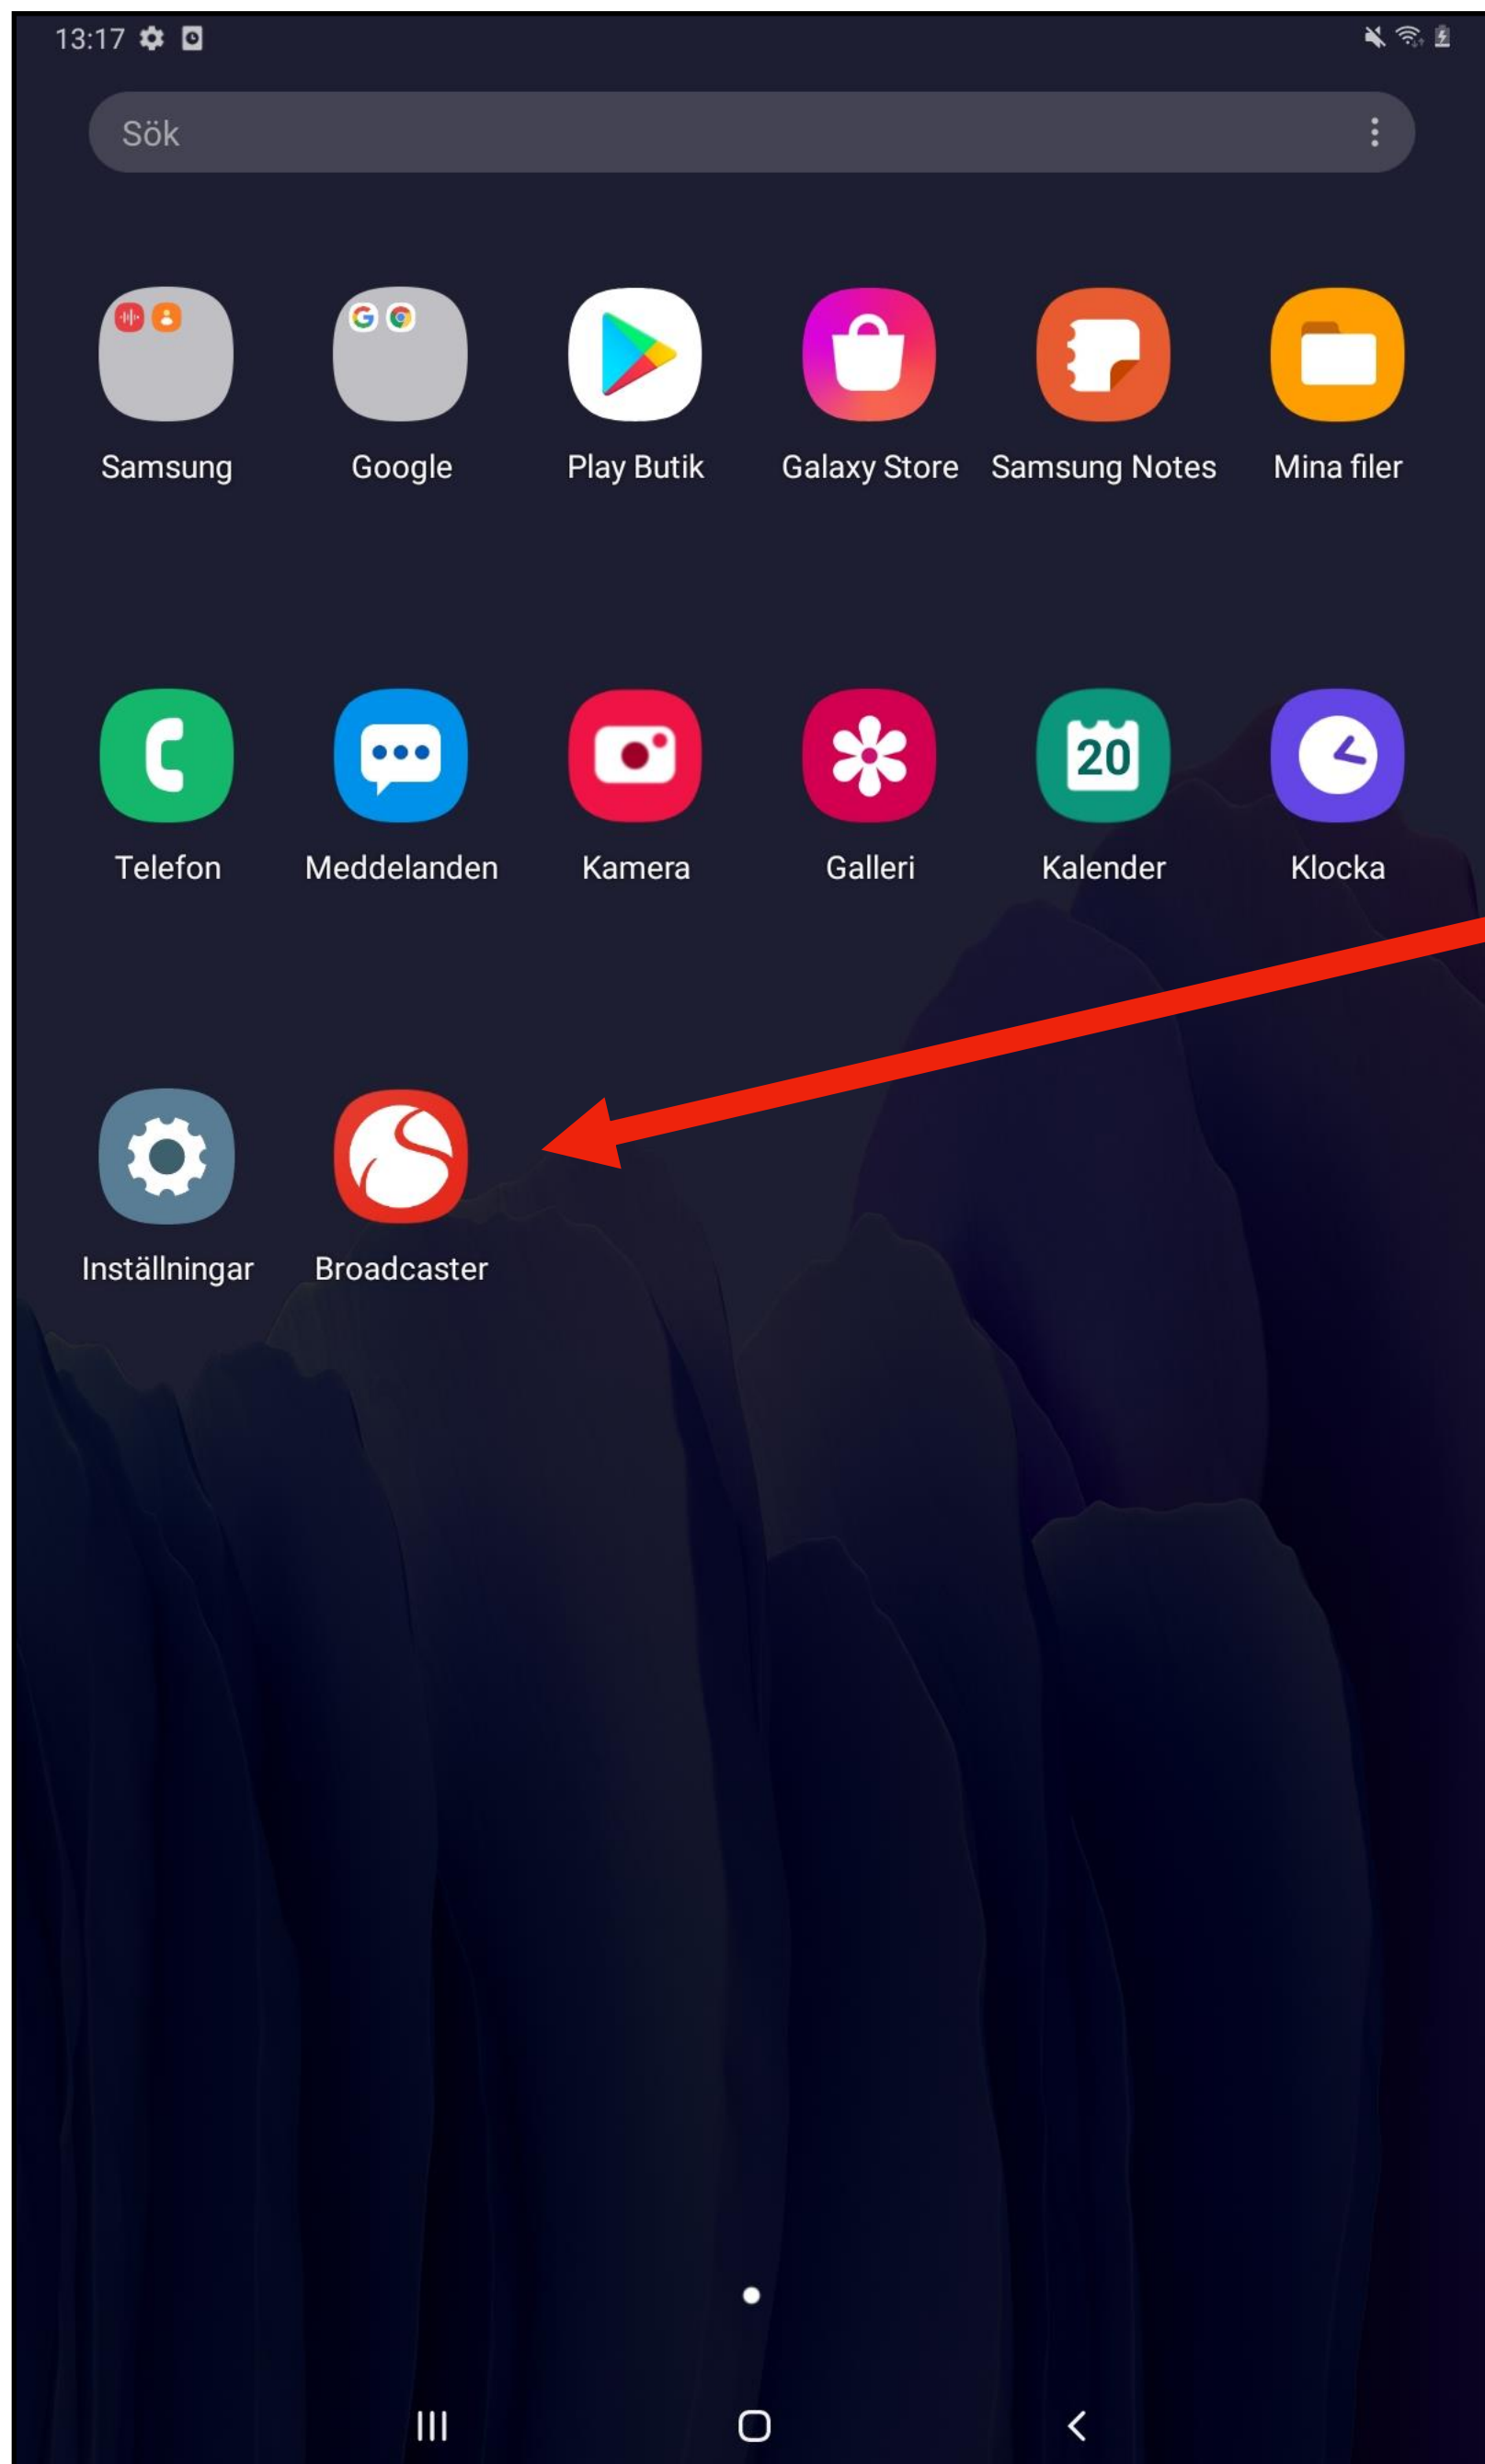 13:17
Sök
Samsung Google Play Butik Galaxy Store Samsung Notes Mina filer
20
Telefon Meddelanden Kamera Galleri Kalender Klocka
Inställningar Broadcaster